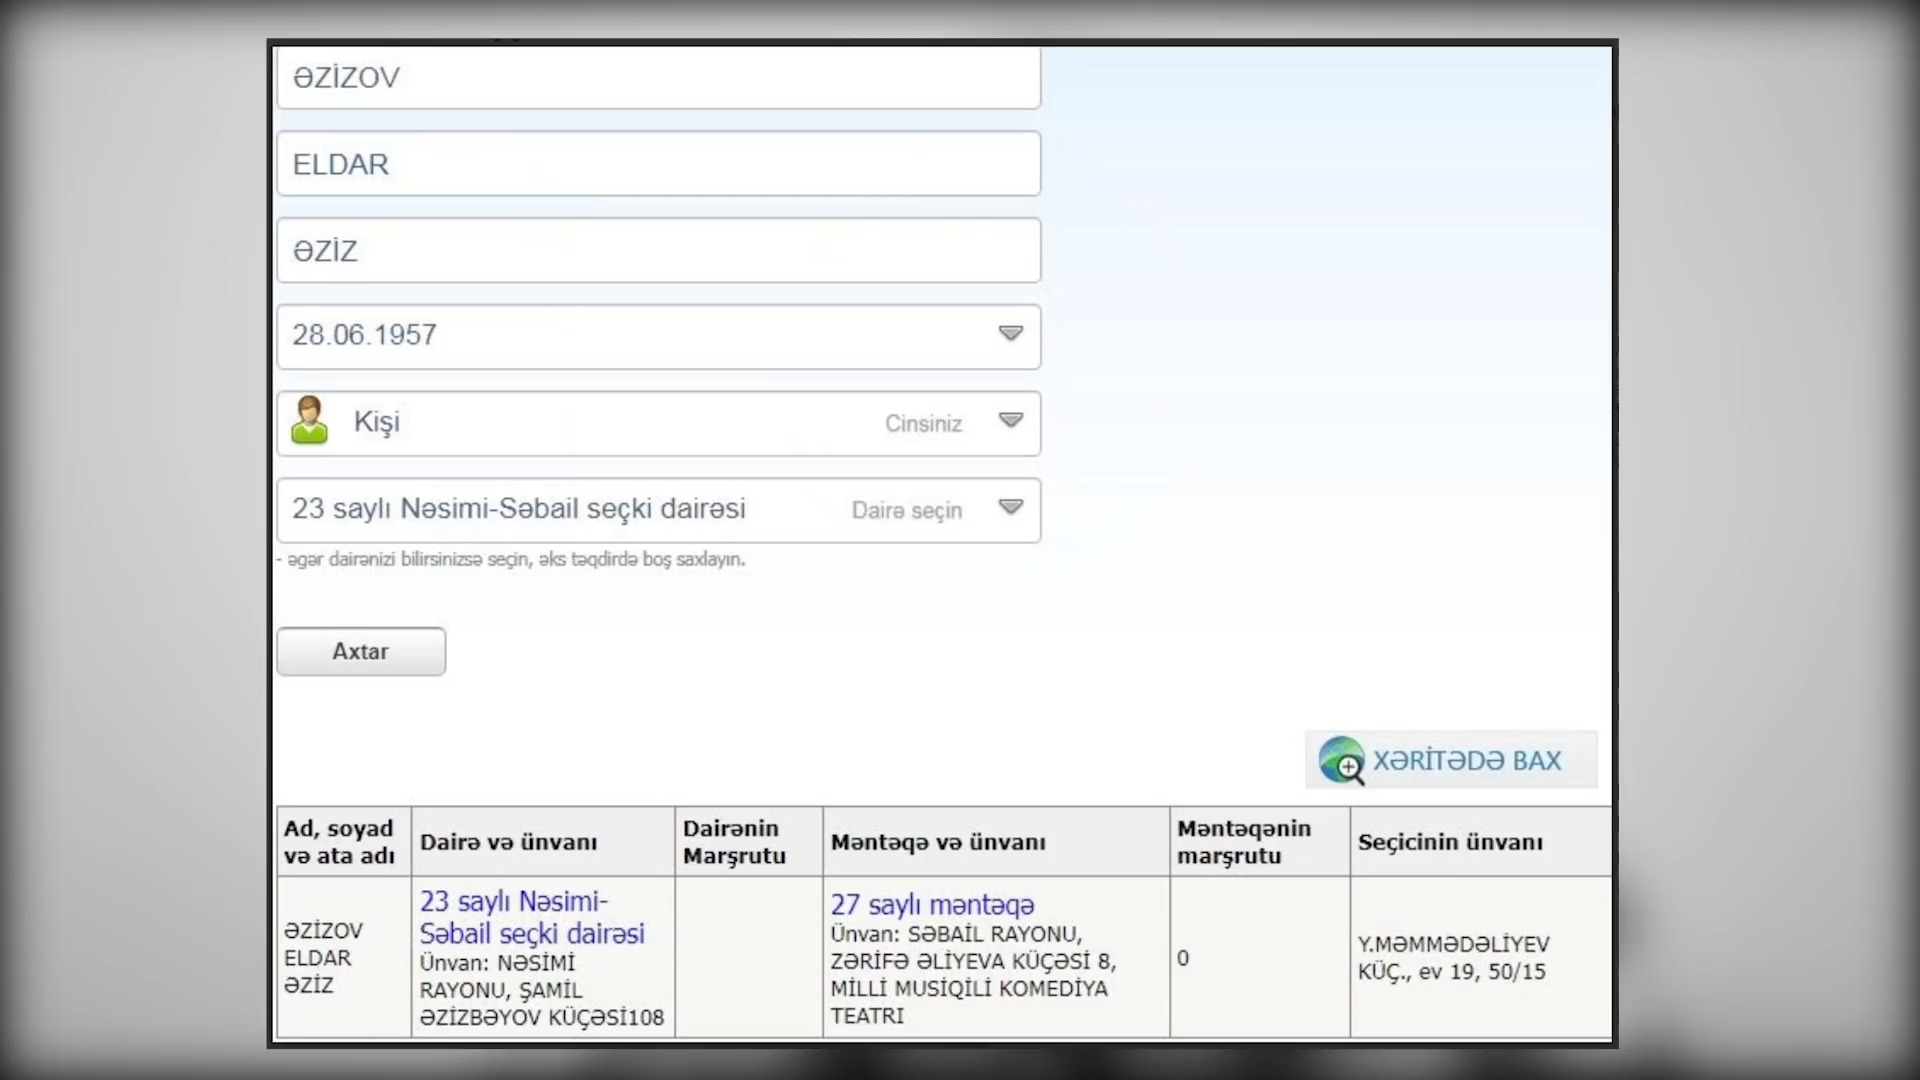 ƏZİZOV
ELDAR
ƏZİZ
28.06.1957
Kişi
Cinsiniz
23 saylı Nəsimi-Səbail seçki dairəsi
Dairə seçin
- əgər dairənizi bilirsinizsə seçin, əks təqdirdə boş saxlayın.
Axtar
XƏRİTƏDƏ BAX
Ad, soyad
və ata adı
Dairə və ünvanı
Dairənin
Marşrutu
Məntəqə və ünvanı
Məntəqənin
marşrutu
Seçicinin ünvanı
ƏZİZOV
ELDAR
ƏZİZ
23 saylı Nəsimi-
Səbail seçki dairəsi
Ünvan: NƏSİMİ
RAYONU, ŞAMİL
ƏZİZBƏYOV KÜÇƏSİ108
27 saylı məntəqə
Ünvan: SƏBAİL RAYONU,
ZƏRİFƏ ƏLİYEVA KÜÇƏSİ 8,
MİLLİ MUSİQİLİ KOMEDİYA
TEATRI
0
Y.MƏMMƏDƏLİYEV
KÜÇ., ev 19, 50/15